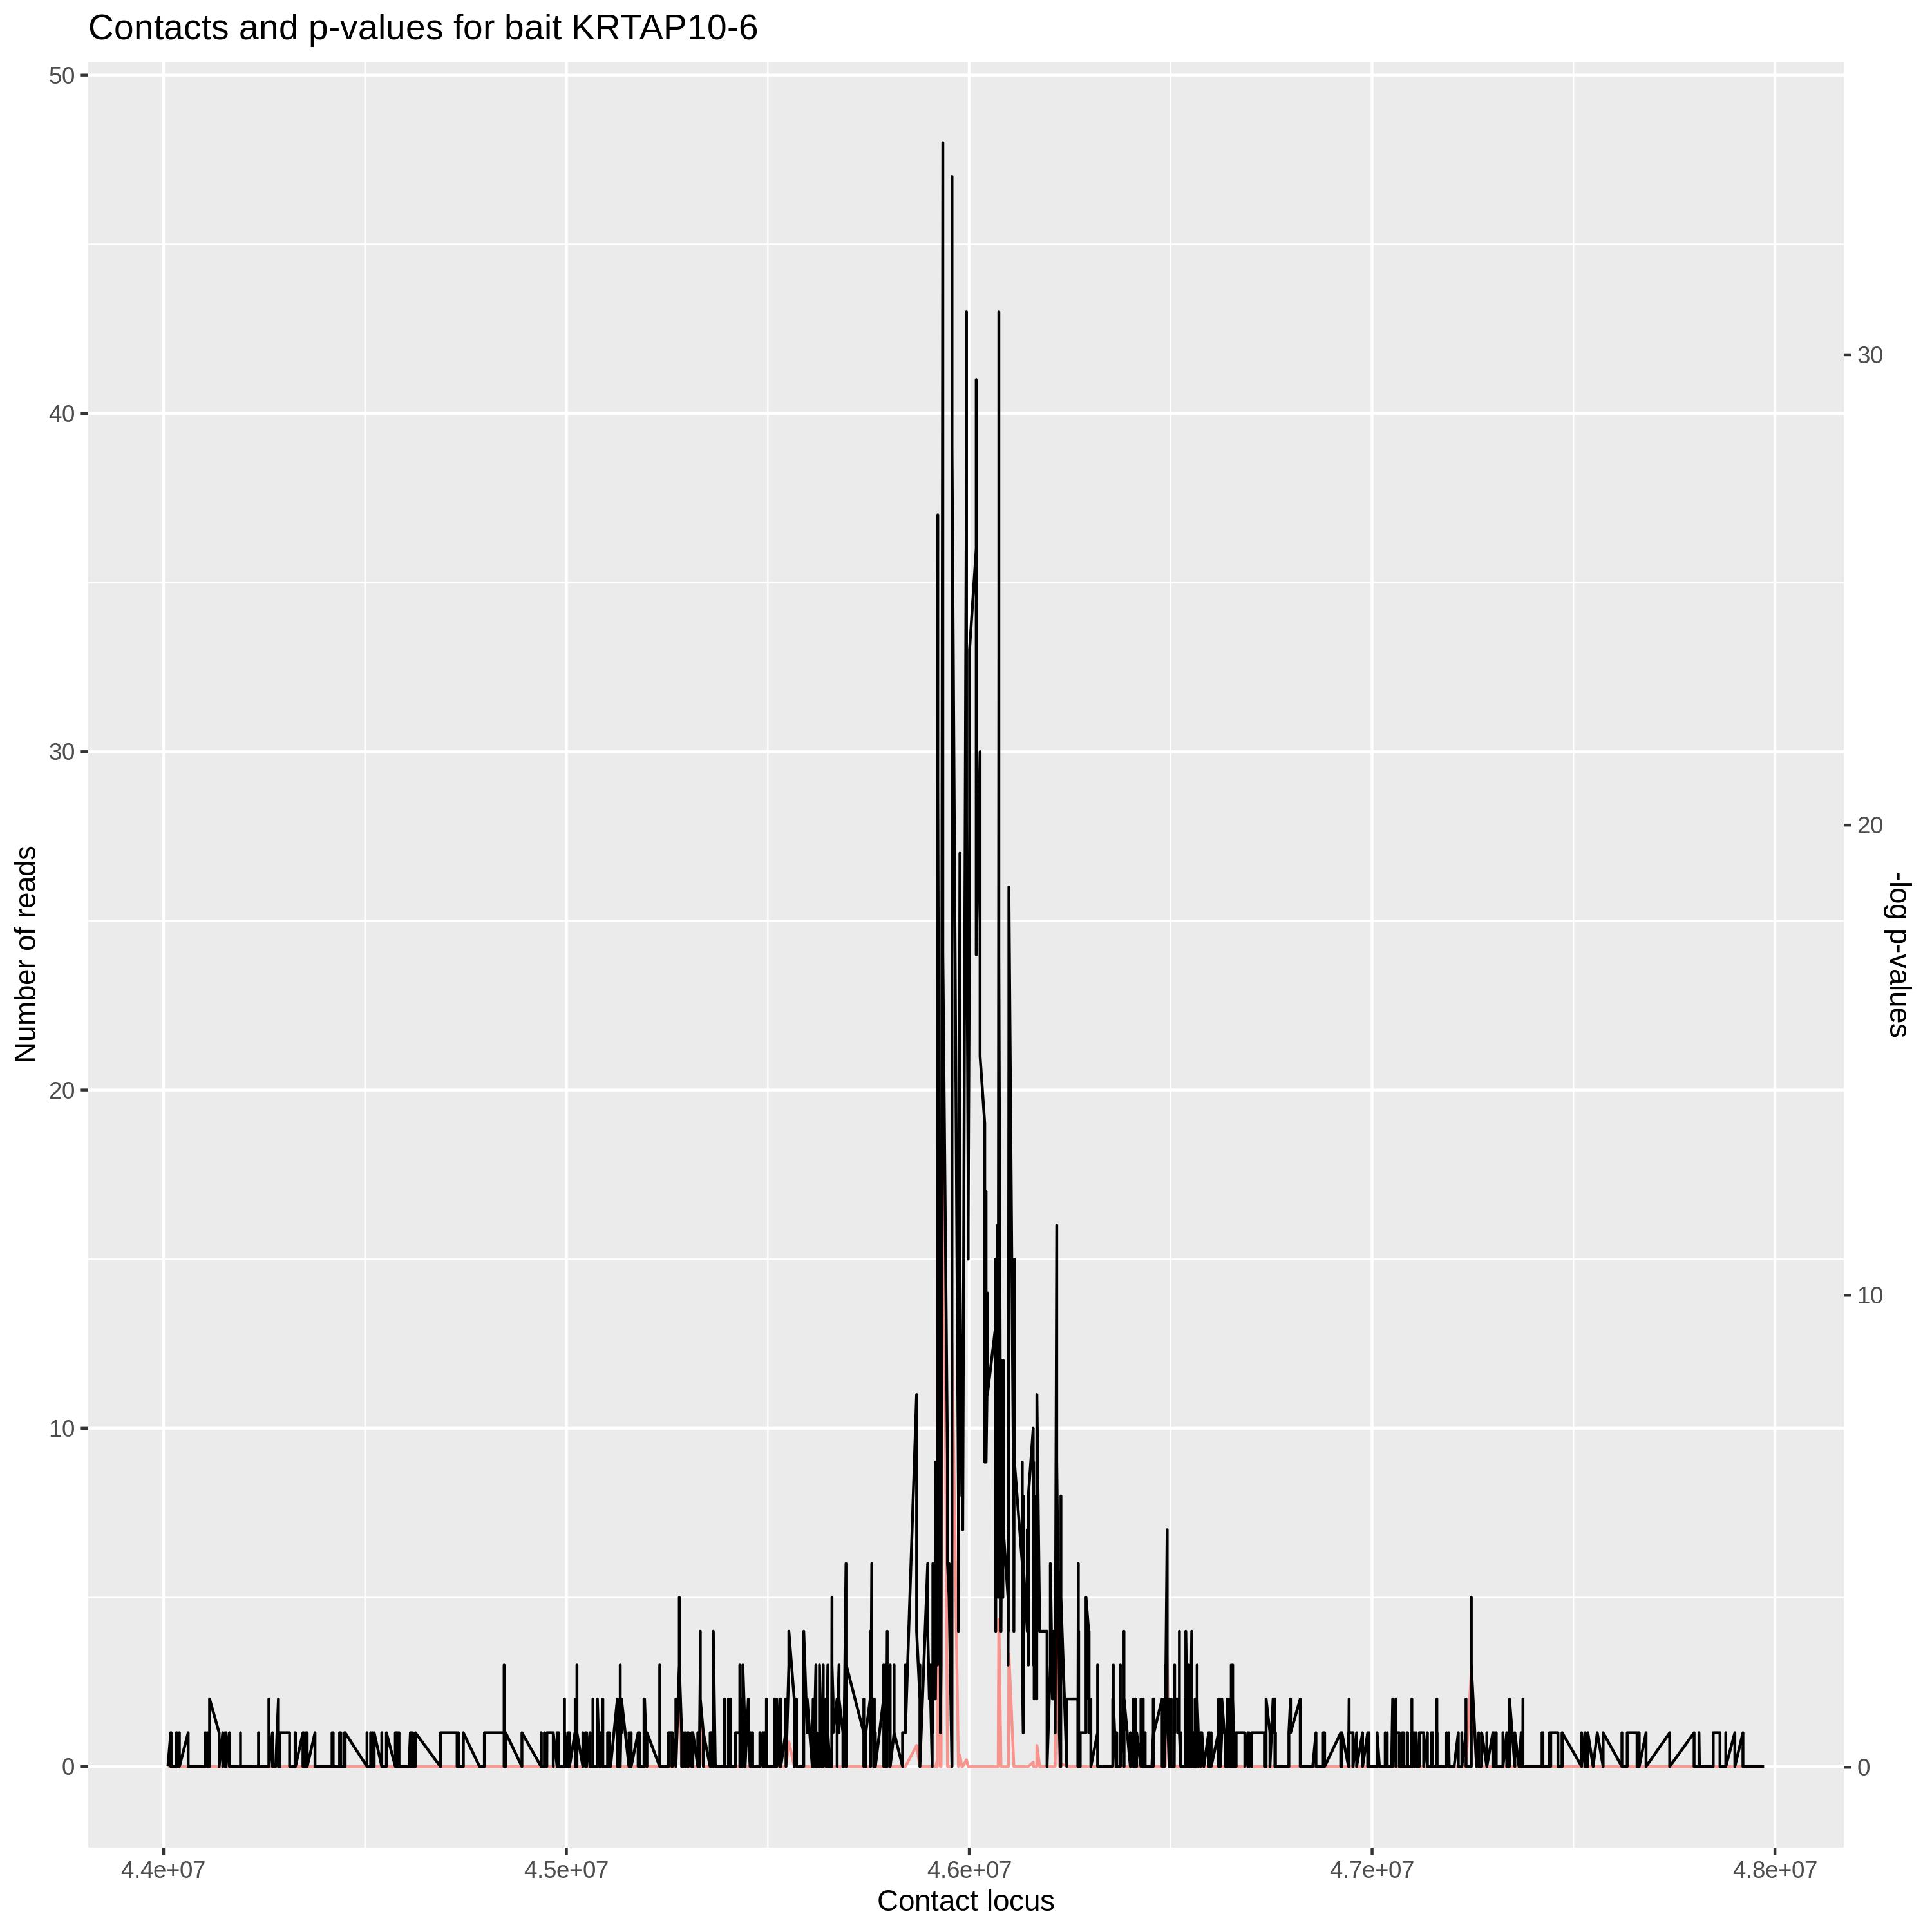 Contacts and p-values for bait KRTAP10-6
50
40
30
20
10
0
Number of reads
30
20
10
0
-log p-values
4.4e+07
4.5e+07
4.6e+07
4.7e+07
4.8e+07
Contact locus